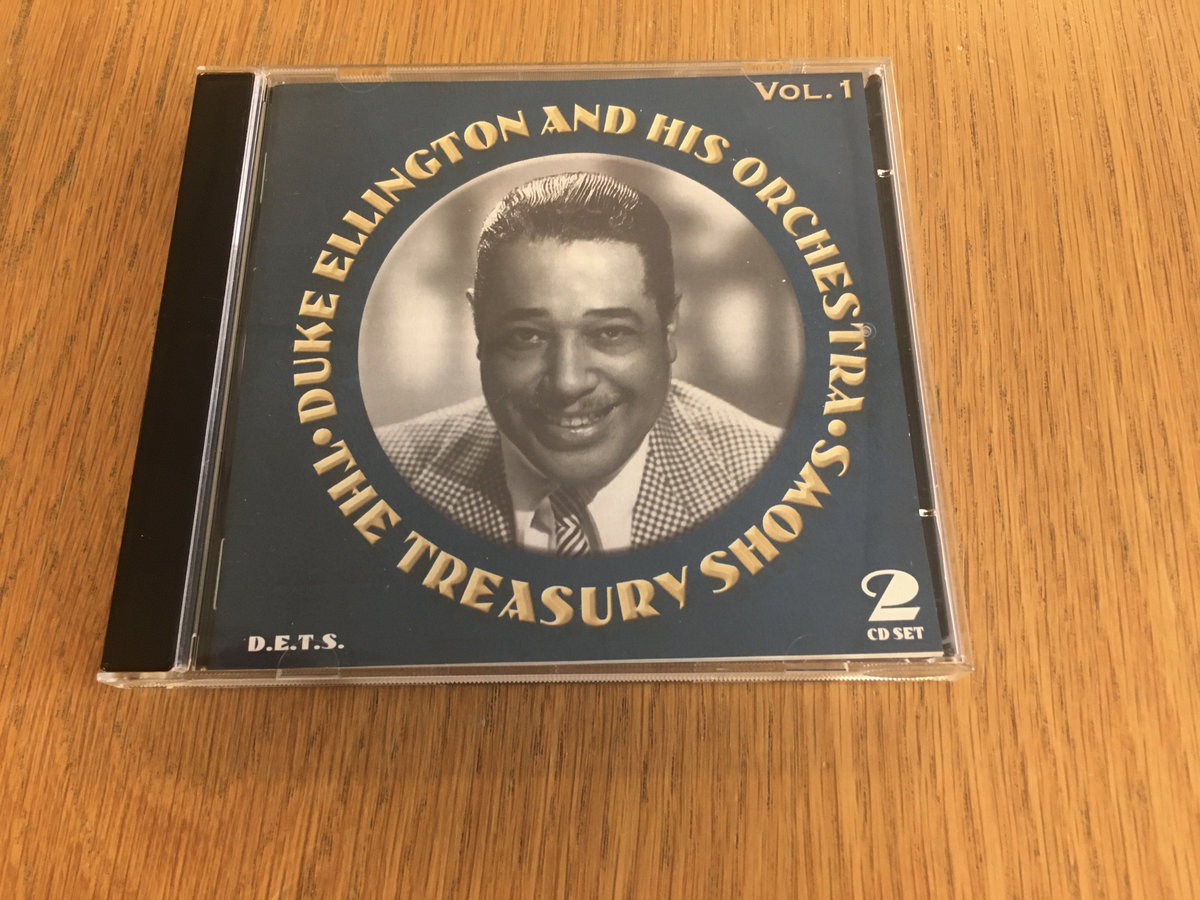 VOL. 1
DUKE ELLINGTON AND HIS ORCHESTRA •
THE TREASURY SHOWS •
D.E.T.S.
2
CD SET